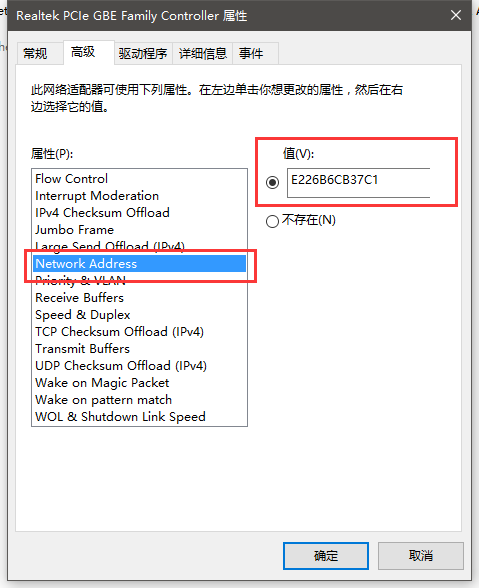 Realtek PCIe GBE Family Controller 属性
常规 高级 驱动程序 详细信息 事件
此网络适配器可使用下列属性。在左边单击你想更改的属性，然后在右
边选择它的值。
属性(P):
值(V):
Flow Control
Interrupt Moderation
IPv4 Checksum Offload
Jumbo Frame
Large Send Offload (IPv4)
Network Address
Priority & VLAN
Receive Buffers
Speed & Duplex
TCP Checksum Offload (IPv4)
Transmit Buffers
UDP Checksum Offload (IPv4)
Wake on Magic Packet
Wake on pattern match
WOL & Shutdown Link Speed
E226B6CB37C1
不存在(N)
确定 取消